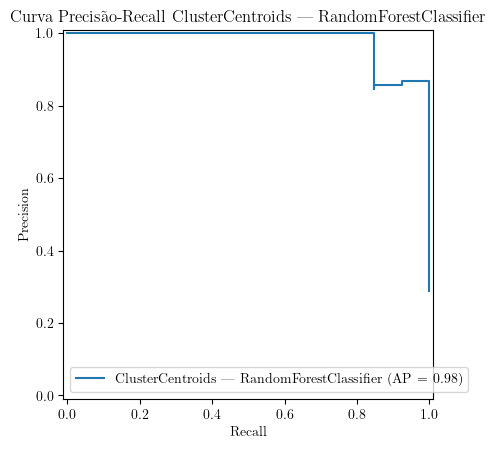 Curva Precisão-Recall ClusterCentroids — RandomForestClassifier
1.0
0.8
0.6
0.4
0.2
0.0
Precision
ClusterCentroids — RandomForestClassifier (AP = 0.98)
0.0 0.2 0.4 0.6 0.8 1.0
Recall